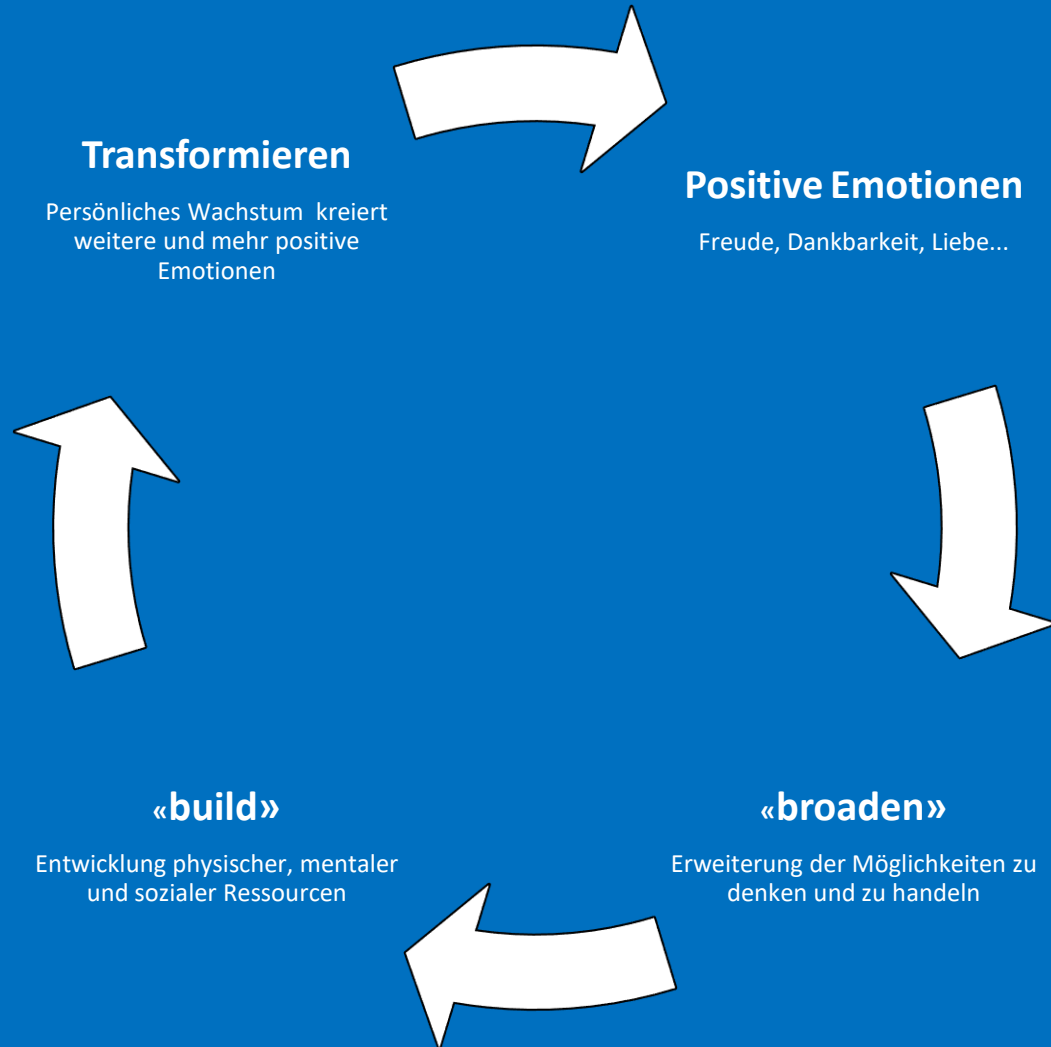 Transformieren
Persönliches Wachstum  kreiert
weitere und mehr positive
Emotionen
Positive Emotionen
Freude, Dankbarkeit, Liebe...
«broaden»
Erweiterung der Möglichkeiten zu
denken und zu handeln
«build»
Entwicklung physischer, mentaler
und sozialer Ressourcen